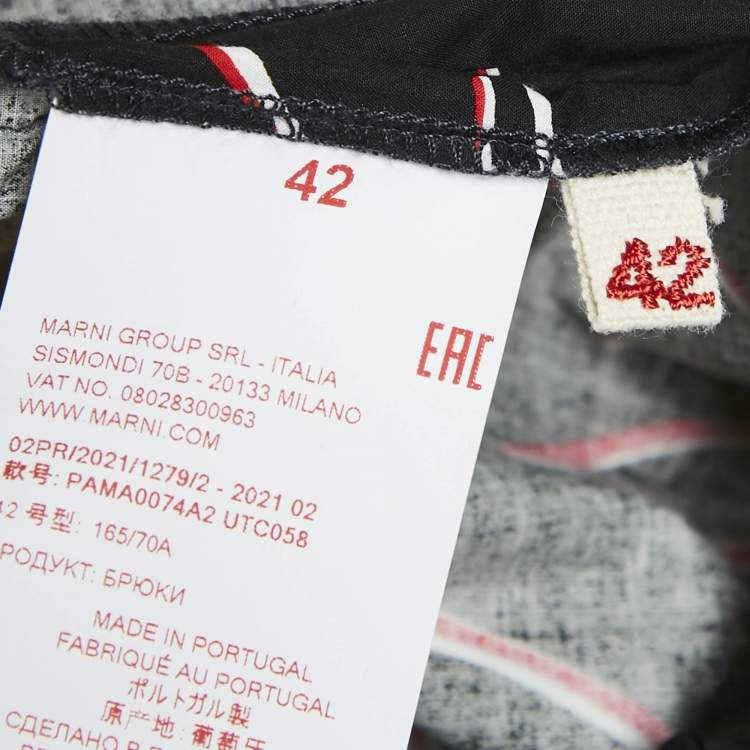 42
42
EAC
MARNI GROUP SRL - ITALIA
SISMONDI 70B - 20133 MILANO
VAT NO. 08028300963
WWW.MARNI.COM
02PR/2021/1279/2 - 2021 02
款号: PAMA0074A2 UTC058
42 号型: 165/70A
РОДУКТ: БРЮКИ
MADE IN PORTUGAL
FABRIQUÉ AU PORTUGAL
ポルトガル製
原产地: 葡萄牙
СДЕЛАНО В